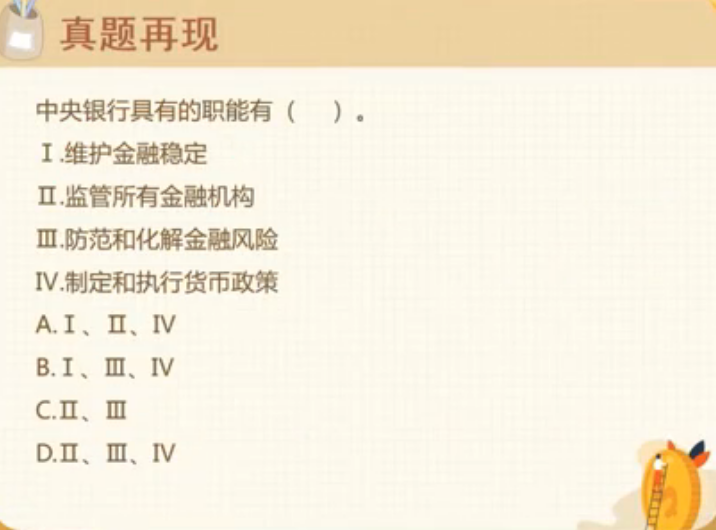 真题再现
中央银行具有的职能有（ ）。
Ⅰ.维护金融稳定
Ⅱ.监管所有金融机构
Ⅲ.防范和化解金融风险
Ⅳ.制定和执行货币政策
A.Ⅰ、Ⅱ、Ⅳ
B.Ⅰ、Ⅲ、Ⅳ
C.Ⅱ、Ⅲ
D.Ⅱ、Ⅲ、Ⅳ